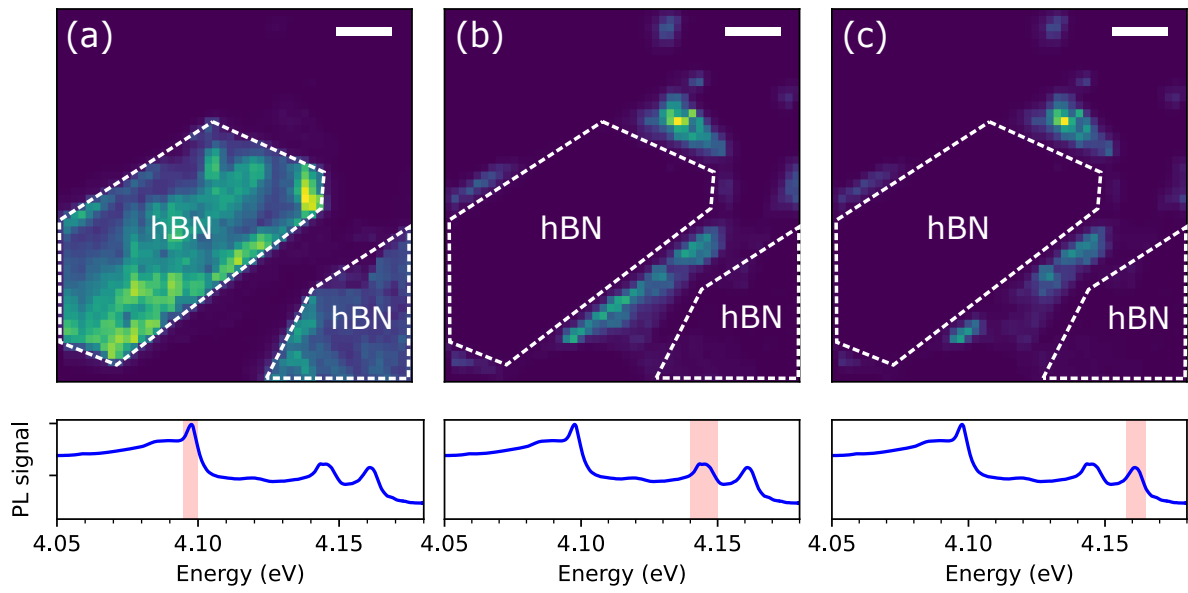 (a)
(b)
(c)
hBN
hBN
hBN
hBN
hBN
hBN
PL signal
4.05
4.10
4.15
4.05
4.10
4.15
4.05
4.10
4.15
Energy (eV)
Energy (eV)
Energy (eV)